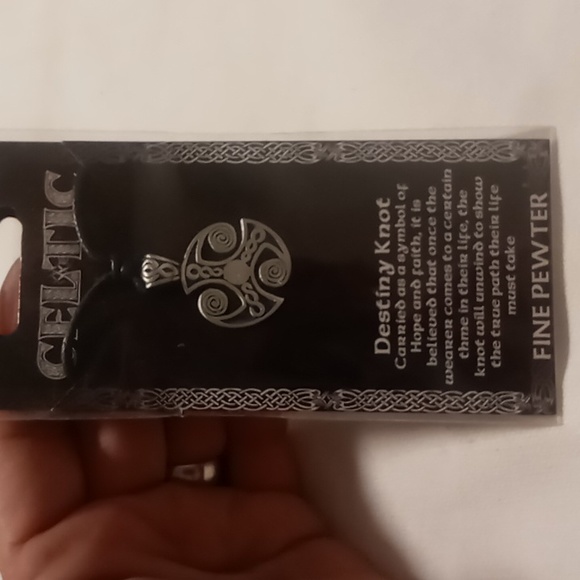 CELTIC
Destiny Knot
Carried as a symbol of
Hope and faith, it is
believed that once the
wearer comes to a certain
thme in their life, the
knot will unwind to show
the true path their life
must take
FINE PEWTER